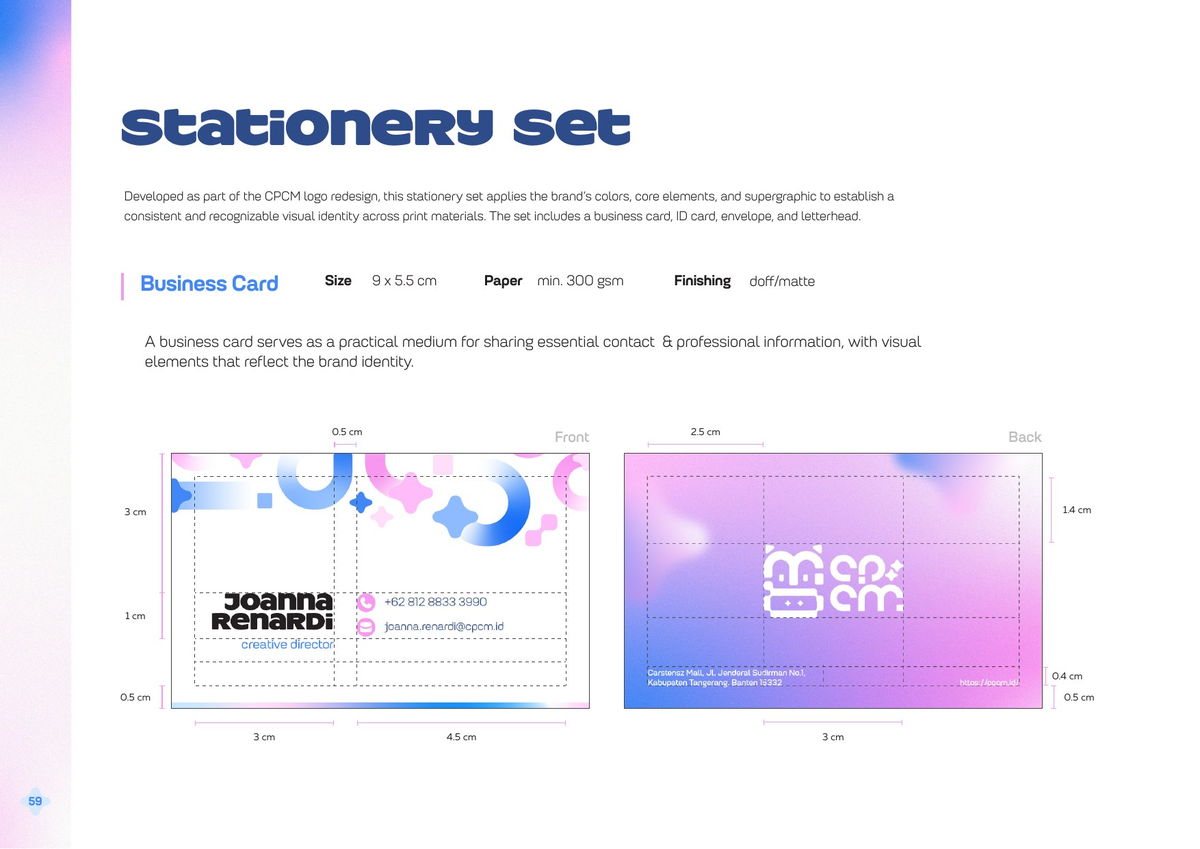 Stationery Set
Developed as part of the CPCM logo redesign, this stationery set applies the brand's colors, core elements, and supergraphic to establish a
consistent and recognizable visual identity across print materials. The set includes a business card, ID card, envelope, and letterhead.
Business Card Size 9 x 5.5 cm Paper min. 300 gsm Finishing doff/matte
A business card serves as a practical medium for sharing essential contact & professional information, with visual
elements that reflect the brand identity.
0.5 cm
Front
2.5 cm
Back
3 cm
1 cm
0.5 cm
Joanna
Renardi
creative director
+62 812 8833 3990
joanna.renardi@cpcm.id
3 cm
4.5 cm
cp
cm
1.4 cm
Carstensz Mall, Jl. Jenderal Sudirman No.1,
Kabupaten Tangerang, Banten 15332
https://cpcm.id/
0.4 cm
0.5 cm
3 cm
59